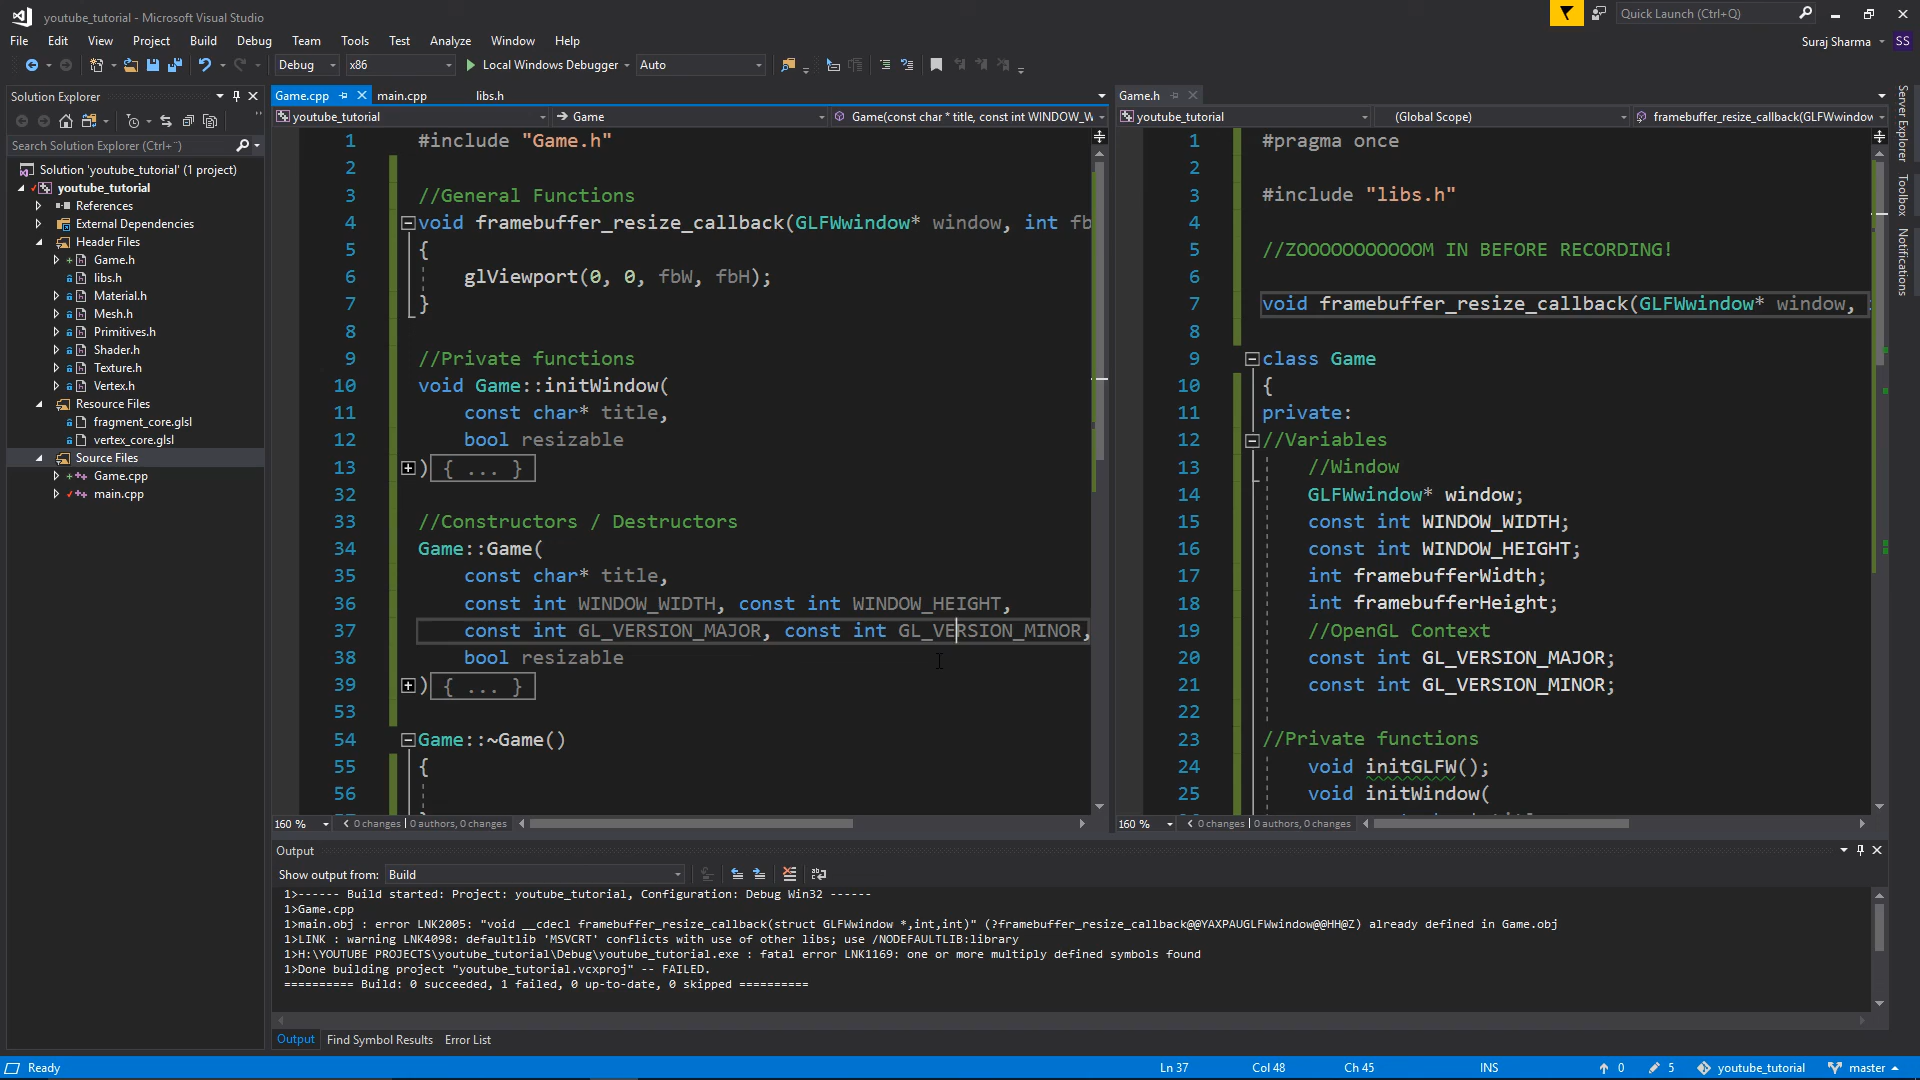 youtube_tutorial - Microsoft Visual Studio
Quick Launch (Ctrl+Q)
File Edit View Project Build Debug Team Tools Test Analyze Window Help
Suraj Sharma SS
Debug x86 Local Windows Debugger Auto
Solution Explorer
Search Solution Explorer (Ctrl+¨)
Solution 'youtube_tutorial' (1 project)
youtube_tutorial
References
External Dependencies
Header Files
Game.h
libs.h
Material.h
Mesh.h
Primitives.h
Shader.h
Texture.h
Vertex.h
Resource Files
fragment_core.glsl
vertex_core.glsl
Source Files
Game.cpp
main.cpp
Game.cpp main.cpp libs.h
youtube_tutorial Game Game(const char * title, const int WINDOW_W
1 #include "Game.h"
2
3 //General Functions
4 void framebuffer_resize_callback(GLFWwindow* window, int fb
5 {
6 glViewport(0, 0, fbW, fbH);
7 }
8
9 //Private functions
10 void Game::initWindow(
11 const char* title,
12 bool resizable
13 ){ ... }
32
33 //Constructors / Destructors
34 Game::Game(
35 const char* title,
36 const int WINDOW_WIDTH, const int WINDOW_HEIGHT,
37 const int GL_VERSION_MAJOR, const int GL_VERSION_MINOR,
38 bool resizable
39 ){ ... }
53
54 Game::~Game()
55 {
56
160 % 0 changes | 0 authors, 0 changes
Game.h
youtube_tutorial (Global Scope) framebuffer_resize_callback(GLFWwindow
1 #pragma once
2
3 #include "libs.h"
4
5 //ZOOOOOOOOOOOM IN BEFORE RECORDING!
6
7 void framebuffer_resize_callback(GLFWwindow* window,
8
9 class Game
10 {
11 private:
12 //Variables
13 //Window
14 GLFWwindow* window;
15 const int WINDOW_WIDTH;
16 const int WINDOW_HEIGHT;
17 int framebufferWidth;
18 int framebufferHeight;
19 //OpenGL Context
20 const int GL_VERSION_MAJOR;
21 const int GL_VERSION_MINOR;
22
23 //Private functions
24 void initGLFW();
25 void initWindow(
160 % 0 changes | 0 authors, 0 changes
Server Explorer
Toolbox
Notifications
Output
Show output from: Build
1>------ Build started: Project: youtube_tutorial, Configuration: Debug Win32 ------
1>Game.cpp
1>main.obj : error LNK2005: "void __cdecl framebuffer_resize_callback(struct GLFWwindow *,int,int)" (?framebuffer_resize_callback@@YAXPAUGLFWwindow@@HH@Z) already defined in Game.obj
1>LINK : warning LNK4098: defaultlib 'MSVCRT' conflicts with use of other libs; use /NODEFAULTLIB:library
1>H:\YOUTUBE PROJECTS\youtube_tutorial\Debug\youtube_tutorial.exe : fatal error LNK1169: one or more multiply defined symbols found
1>Done building project "youtube_tutorial.vcxproj" -- FAILED.
========== Build: 0 succeeded, 1 failed, 0 up-to-date, 0 skipped ==========
Output Find Symbol Results Error List
Ready Ln 37 Col 48 Ch 45 INS 0 5 youtube_tutorial master